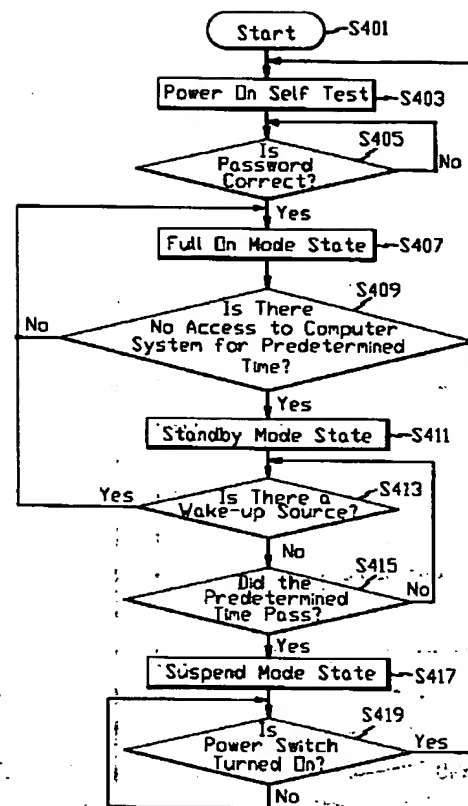 Start
S401
Power On Self Test
S403
S405
Is
Password
Correct?
No
Yes
Full On Mode State
S407
S409
Is There
No Access to Computer
System for Predetermined
Time?
No
Yes
Standby Mode State
S411
Yes
Is There a
Wake-up Source?
S413
No
S415
Did the
Predetermined
Time Pass?
No
Yes
Suspend Mode State
S417
S419
Is
Power Switch
Turned On?
Yes
No